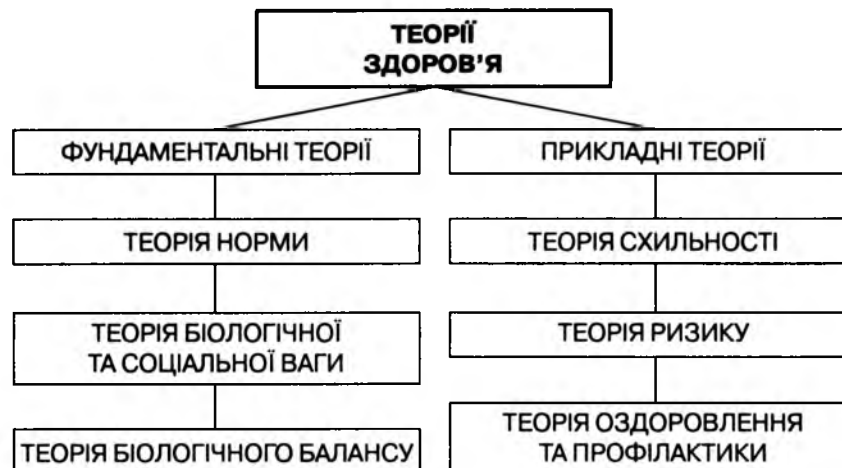 ТЕОРІЇ
ЗДОРОВ’Я
ФУНДАМЕНТАЛЬНІ ТЕОРІЇ
ПРИКЛАДНІ ТЕОРІЇ
ТЕОРІЯ НОРМИ
ТЕОРІЯ СХИЛЬНОСТІ
ТЕОРІЯ БІОЛОГІЧНОЇ
ТА СОЦІАЛЬНОЇ ВАГИ
ТЕОРІЯ РИЗИКУ
ТЕОРІЯ БІОЛОГІЧНОГО БАЛАНСУ
ТЕОРІЯ ОЗДОРОВЛЕННЯ
ТА ПРОФІЛАКТИКИ